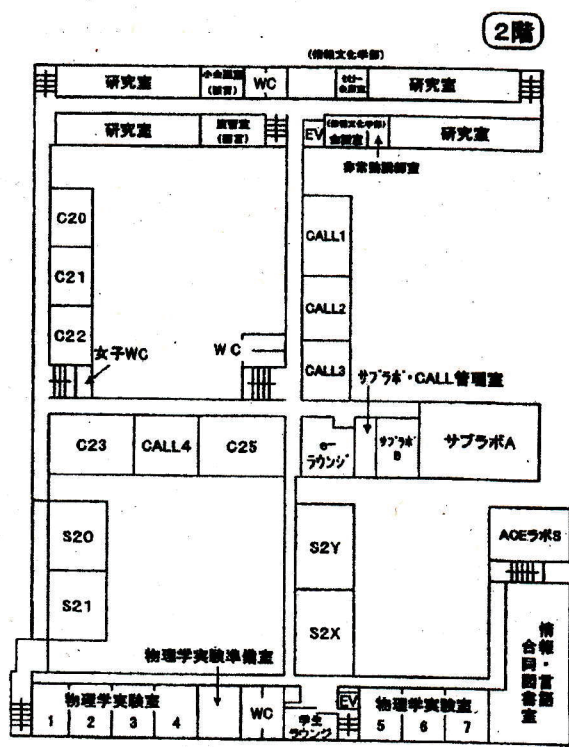 2階
(情報文化学部)
研究室
WC
研究室
研究室
EV
(情報文化学部)
研究室
非常勤講師室
C20
CALL1
C21
CALL2
C22
WC
女子WC
CALL3
サブラボ・CALL管理室
C23
CALL4
C25
e-
ラウンジ
サブラボ
B
サブラボA
S20
S2Y
ACEラボS
S21
S2X
情報・言語
合同図書室
物理学実験準備室
物理学実験室
1
2
3
4
WC
学生
ラウンジ
EV
物理学実験室
5
6
7